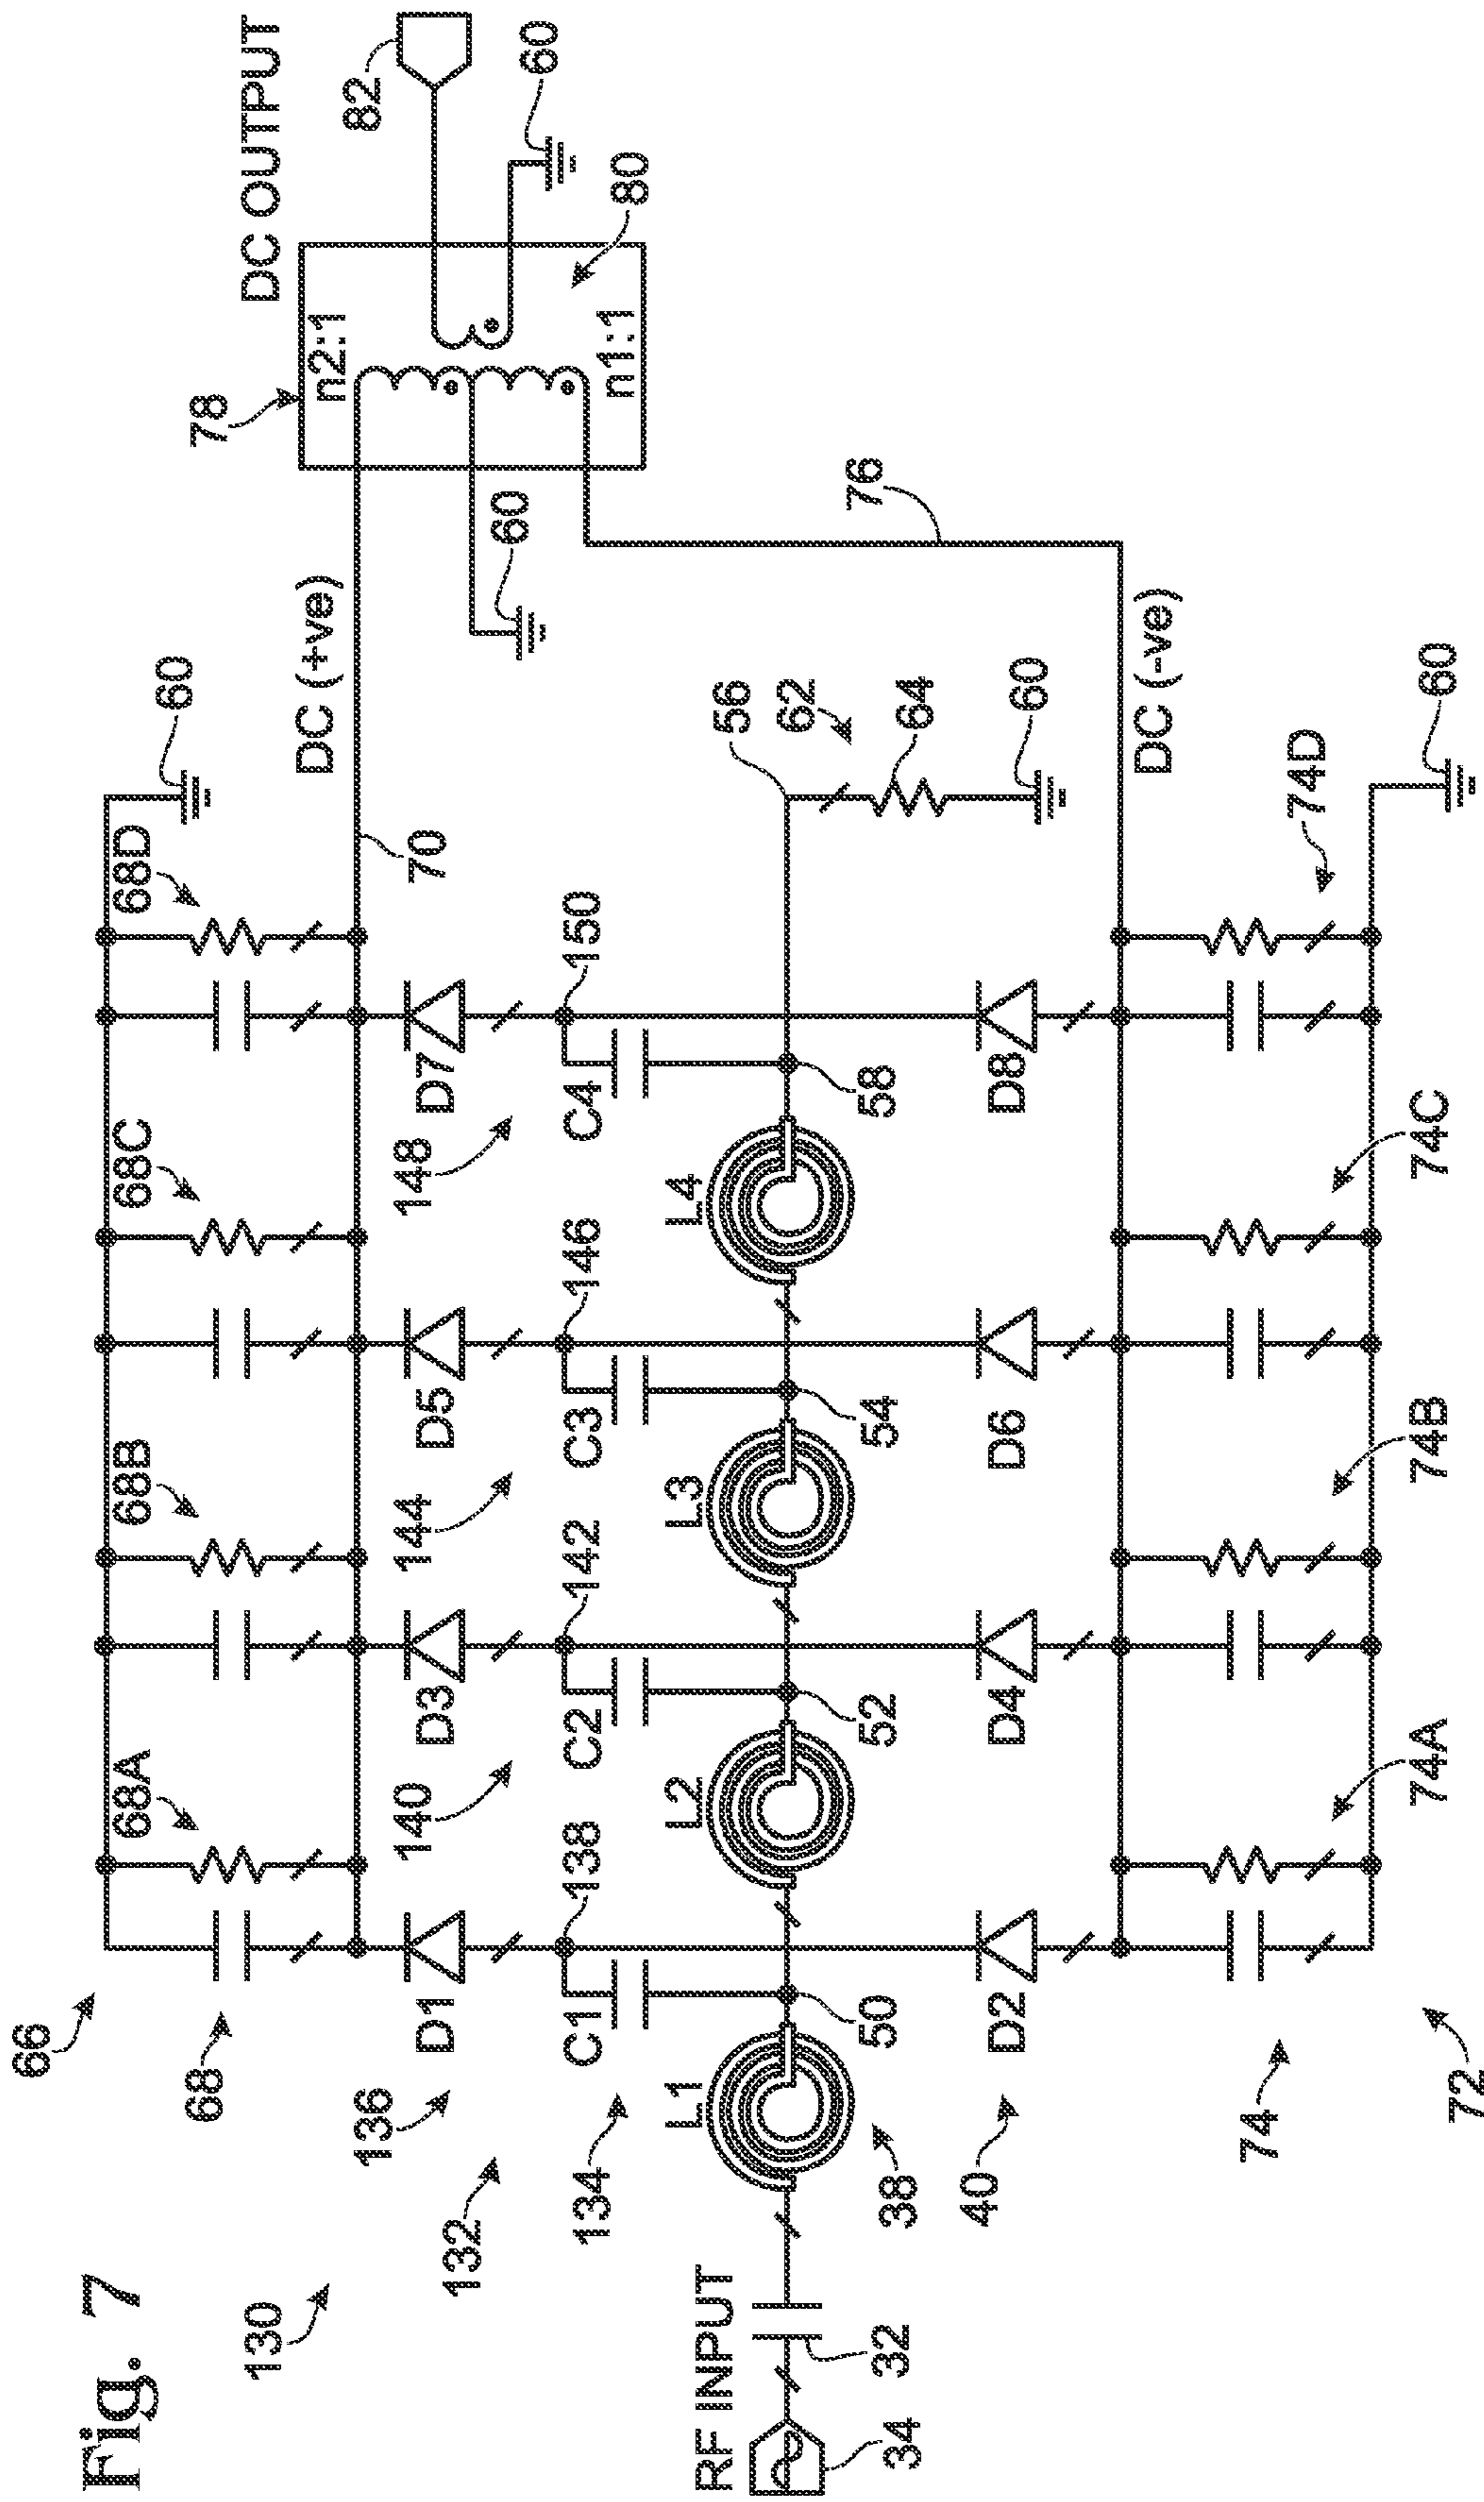 Fig. 7
130
66
68
68A
68B
68C
68D
60
DC (+ve)
70
78
n2:1
n1:1
80
DC OUTPUT
82
60
60
136
132
134
D1
D3
D5
D7
138
140
142
144
146
148
150
C1
C2
C3
C4
RF INPUT
34
32
L1
L2
L3
L4
38
50
52
54
58
56
62
64
60
76
40
D2
D4
D6
D8
DC (-ve)
74
74A
74B
74C
74D
72
60